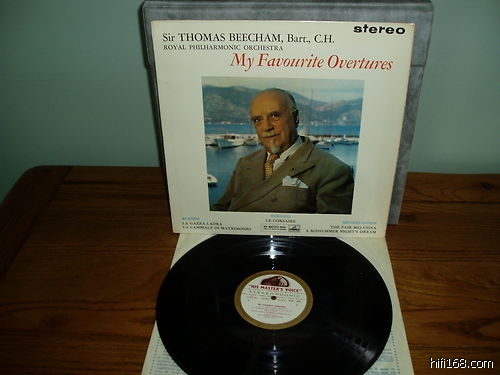 stereo
Sir THOMAS BEECHAM, Bart., C.H.
ROYAL PHILHARMONIC ORCHESTRA
My Favourite Overtures
ROSSINI
LA GAZZA LADRA
LA CAMBIALE DI MATRIMONIO
BERLIOZ
LE CORSAIRE
MENDELSSOHN
THE FAIR MELUSINA
A MIDSUMMER NIGHT'S DREAM
"HIS MASTER'S VOICE"
STEREOPHONIC
hifi168.com